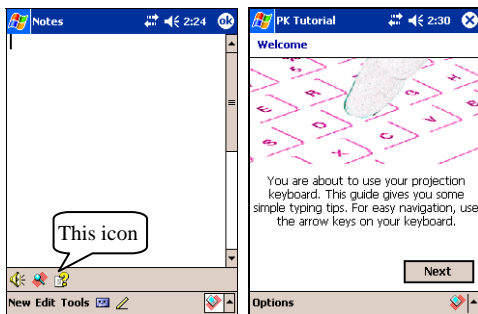 Notes 2:24 ok
This icon
New Edit Tools
PK Tutorial 2:30
Welcome
E R S D X C V B
You are about to use your projection
keyboard. This guide gives you some
simple typing tips. For easy navigation, use
the arrow keys on your keyboard.
Next
Options